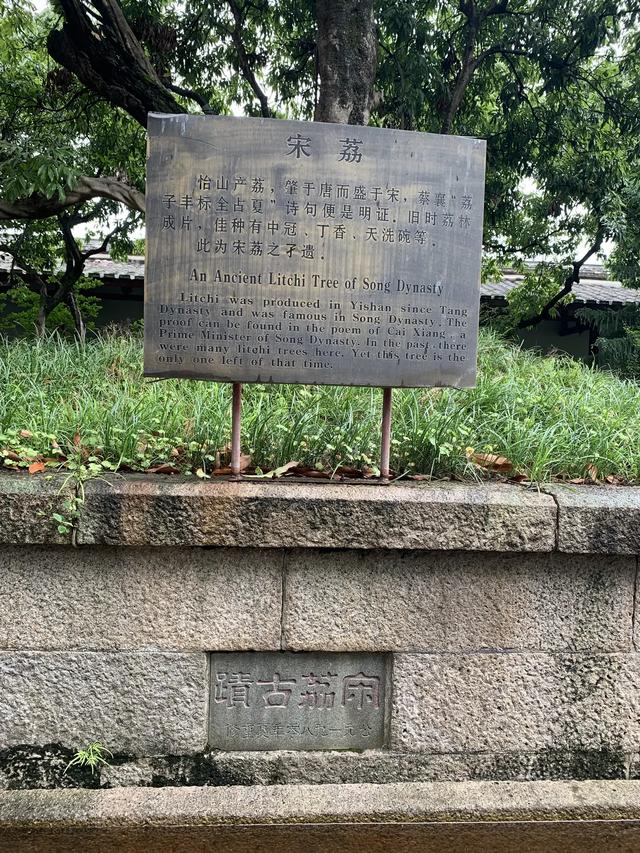 宋荔
怡山产荔，肇于唐而盛于宋，蔡襄“荔
子丰标全占夏”诗句便是明证。旧时荔林
成片，佳种有中冠、丁香、天洗碗等。
此为宋荔之孑遗。
An Ancient Litchi Tree of Song Dynasty
Litchi was produced in Yishan since Tang
Dynasty and was famous in Song Dynasty. The
proof can be found in the poem of Cai Xiang, a
Prime Minister of Song Dynasty. In the past there
were many litchi trees here. Yet this tree is the
only one left of that time.
宋荔古蹟
公元一九八